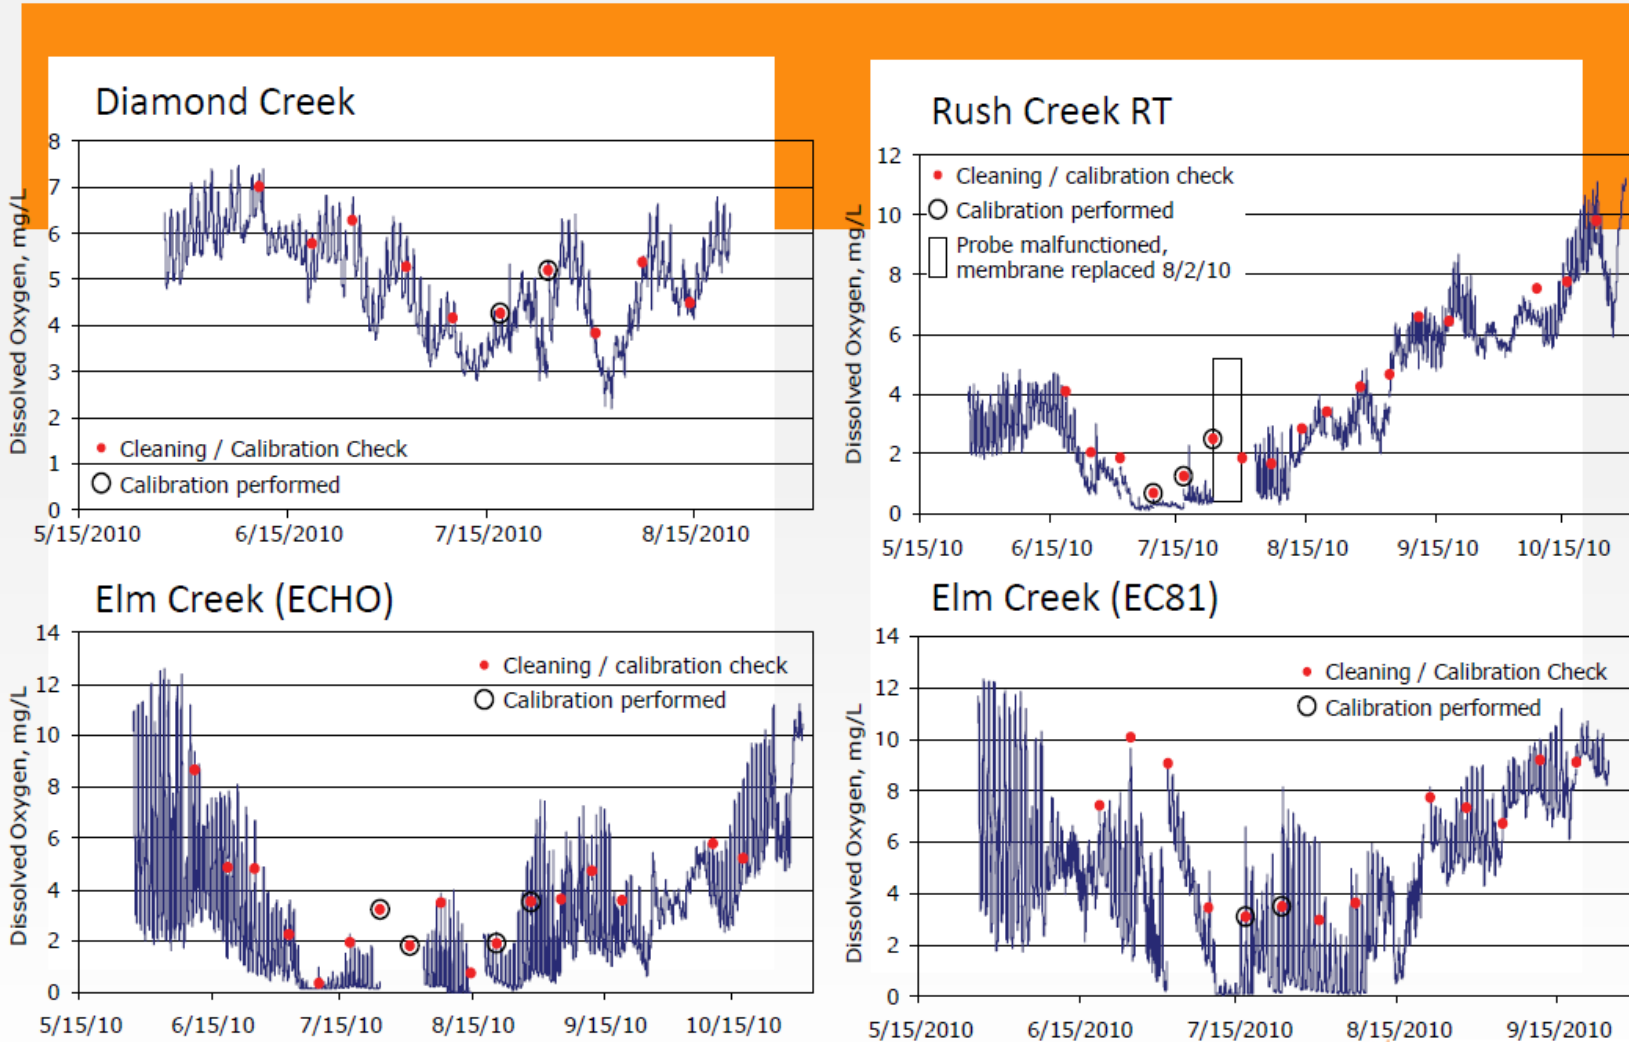 Diamond Creek
8
7
6
5
4
3
2
1
0
Dissolved Oxygen, mg/L
Cleaning / Calibration Check
Calibration performed
5/15/2010 6/15/2010 7/15/2010 8/15/2010
Rush Creek RT
12
10
8
6
4
2
0
Dissolved Oxygen, mg/L
Cleaning / calibration check
Calibration performed
Probe malfunctioned,
membrane replaced 8/2/10
5/15/10 6/15/10 7/15/10 8/15/10 9/15/10 10/15/10
Elm Creek (ECHO)
14
12
10
8
6
4
2
0
Dissolved Oxygen, mg/L
Cleaning / calibration check
Calibration performed
5/15/10 6/15/10 7/15/10 8/15/10 9/15/10 10/15/10
Elm Creek (EC81)
14
12
10
8
6
4
2
0
Dissolved Oxygen, mg/L
Cleaning / Calibration Check
Calibration performed
5/15/2010 6/15/2010 7/15/2010 8/15/2010 9/15/2010